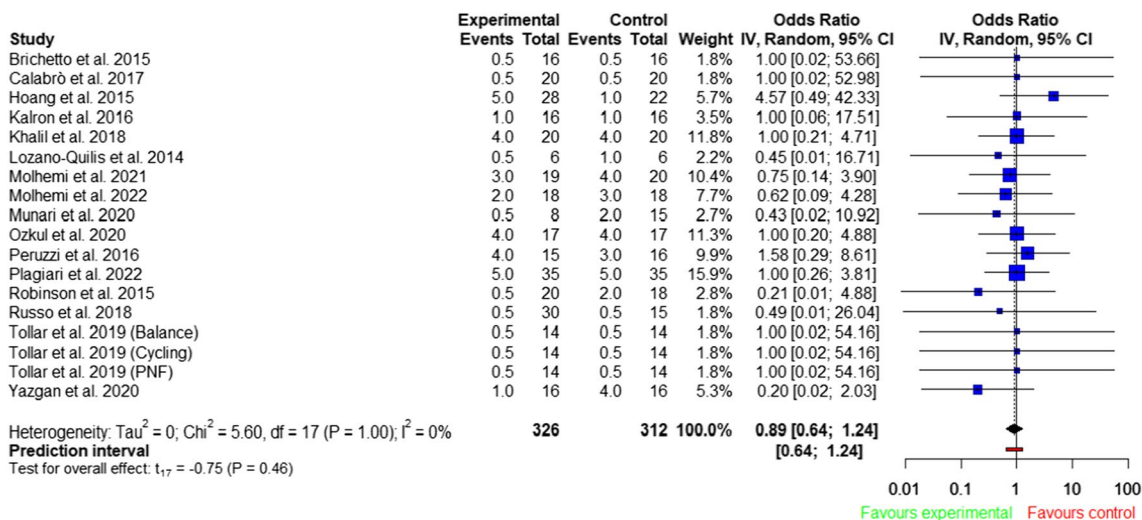 Experimental Control Odds Ratio Odds Ratio
Study Events Total Events Total Weight IV, Random, 95% CI IV, Random, 95% CI
Brichetto et al. 2015 0.5 16 0.5 16 1.8% 1.00 [0.02; 53.66]
Calabrò et al. 2017 0.5 20 0.5 20 1.8% 1.00 [0.02; 52.98]
Hoang et al. 2015 5.0 28 1.0 22 5.7% 4.57 [0.49; 42.33]
Kalron et al. 2016 1.0 16 1.0 16 3.5% 1.00 [0.06; 17.51]
Khalil et al. 2018 4.0 20 4.0 20 11.8% 1.00 [0.21; 4.71]
Lozano-Quilis et al. 2014 0.5 6 1.0 6 2.2% 0.45 [0.01; 16.71]
Molhemi et al. 2021 3.0 19 4.0 20 10.4% 0.75 [0.14; 3.90]
Molhemi et al. 2022 2.0 18 3.0 18 7.7% 0.62 [0.09; 4.28]
Munari et al. 2020 0.5 8 2.0 15 2.7% 0.43 [0.02; 10.92]
Ozkul et al. 2020 4.0 17 4.0 17 11.3% 1.00 [0.20; 4.88]
Peruzzi et al. 2016 4.0 15 3.0 16 9.9% 1.58 [0.29; 8.61]
Plagiari et al. 2022 5.0 35 5.0 35 15.9% 1.00 [0.26; 3.81]
Robinson et al. 2015 0.5 20 2.0 18 2.8% 0.21 [0.01; 4.88]
Russo et al. 2018 0.5 30 0.5 15 1.8% 0.49 [0.01; 26.04]
Tollar et al. 2019 (Balance) 0.5 14 0.5 14 1.8% 1.00 [0.02; 54.16]
Tollar et al. 2019 (Cycling) 0.5 14 0.5 14 1.8% 1.00 [0.02; 54.16]
Tollar et al. 2019 (PNF) 0.5 14 0.5 14 1.8% 1.00 [0.02; 54.16]
Yazgan et al. 2020 1.0 16 4.0 16 5.3% 0.20 [0.02; 2.03]
Heterogeneity: Tau² = 0; Chi² = 5.60, df = 17 (P = 1.00); I² = 0% 326 312 100.0% 0.89 [0.64; 1.24]
Prediction interval [0.64; 1.24]
Test for overall effect: t₁₇ = -0.75 (P = 0.46)
0.01 0.1 1 10 100
Favours experimental Favours control